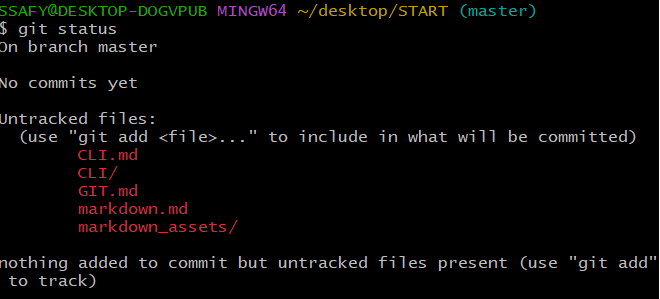 SSAFY@DESKTOP-DOGVPUB MINGW64 ~/desktop/START (master)
$ git status
On branch master
No commits yet
Untracked files:
(use "git add <file>..." to include in what will be committed)
CLI.md
CLI/
GIT.md
markdown.md
markdown_assets/
nothing added to commit but untracked files present (use "git add"
to track)